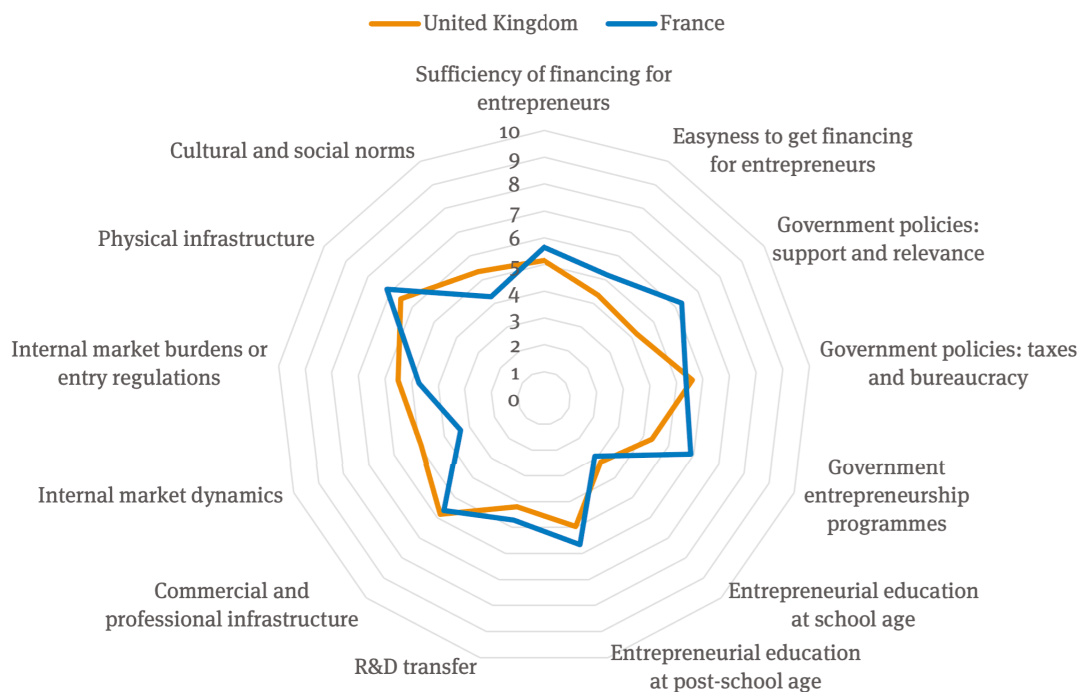 United Kingdom
France
Sufficiency of financing for
entrepreneurs
Easyness to get financing
for entrepreneurs
Government policies:
support and relevance
Government policies: taxes
and bureaucracy
Government
entrepreneurship
programmes
Entrepreneurial education
at school age
Entrepreneurial education
at post-school age
R&D transfer
Commercial and
professional infrastructure
Internal market dynamics
Internal market burdens or
entry regulations
Physical infrastructure
Cultural and social norms
10
9
8
7
6
5
4
3
2
1
0